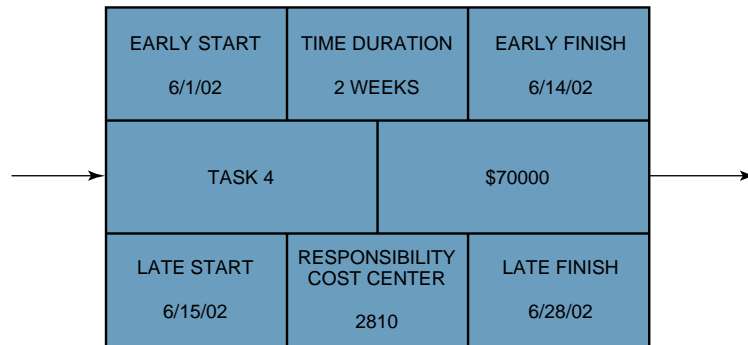 EARLY START
6/1/02
TIME DURATION
2 WEEKS
EARLY FINISH
6/14/02
TASK 4
$70000
LATE START
6/15/02
RESPONSIBILITY
COST CENTER
2810
LATE FINISH
6/28/02